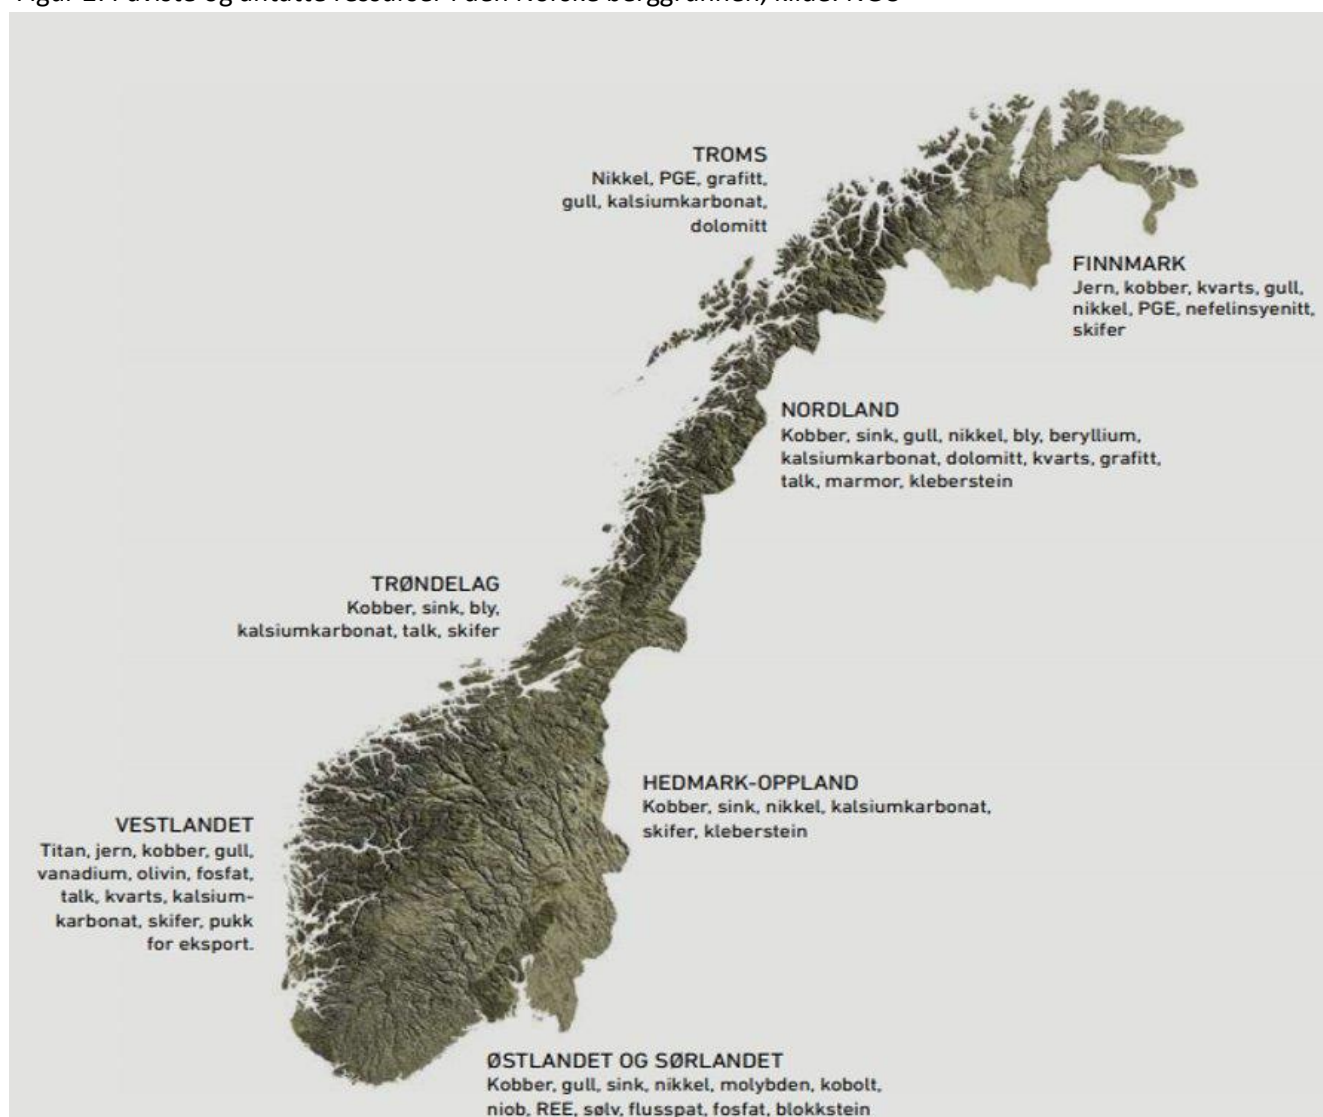 TROMS
Nikkel, PGE, grafitt,
gull, kalsiumkarbonat,
dolomitt
FINNMARK
Jern, kobber, kvarts, gull,
nikkel, PGE, nefelinsyenitt,
skifer
NORDLAND
Kobber, sink, gull, nikkel, bly, beryllium,
kalsiumkarbonat, dolomitt, kvarts, grafitt,
talk, marmor, kleberstein
TRØNDELAG
Kobber, sink, bly,
kalsiumkarbonat, talk, skifer
HEDMARK-OPPLAND
Kobber, sink, nikkel, kalsiumkarbonat,
skifer, kleberstein
VESTLANDET
Titan, jern, kobber, gull,
vanadium, olivin, fosfat,
talk, kvarts, kalsium-
karbonat, skifer, pukk
for eksport.
ØSTLANDET OG SØRLANDET
Kobber, gull, sink, nikkel, molybden, kobolt,
niob, REE, sølv, flusspat, fosfat, blokkstein